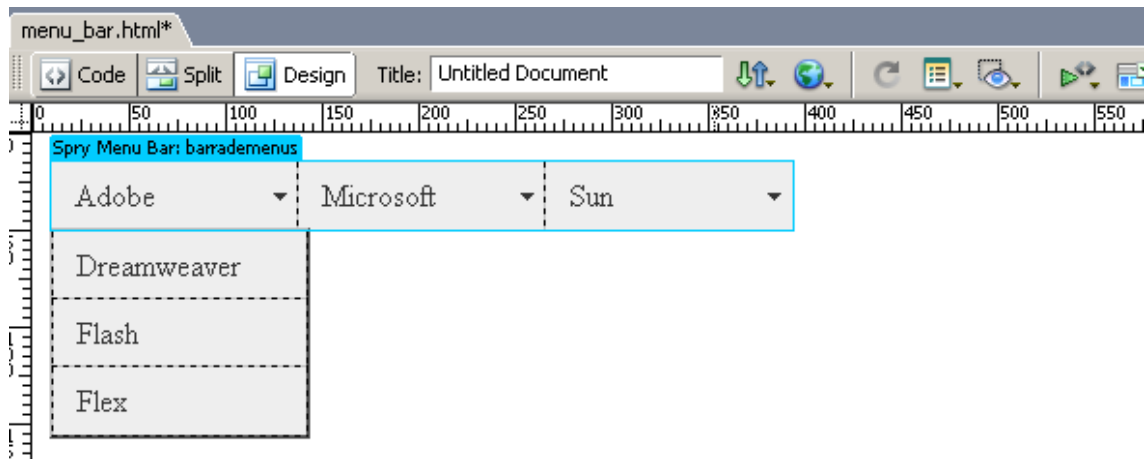 menu_bar.html*
Code Split Design Title: Untitled Document
0 50 100 150 200 250 300 350 400 450 500 550
Spry Menu Bar: barrademenus
Adobe Microsoft Sun
Dreamweaver
Flash
Flex